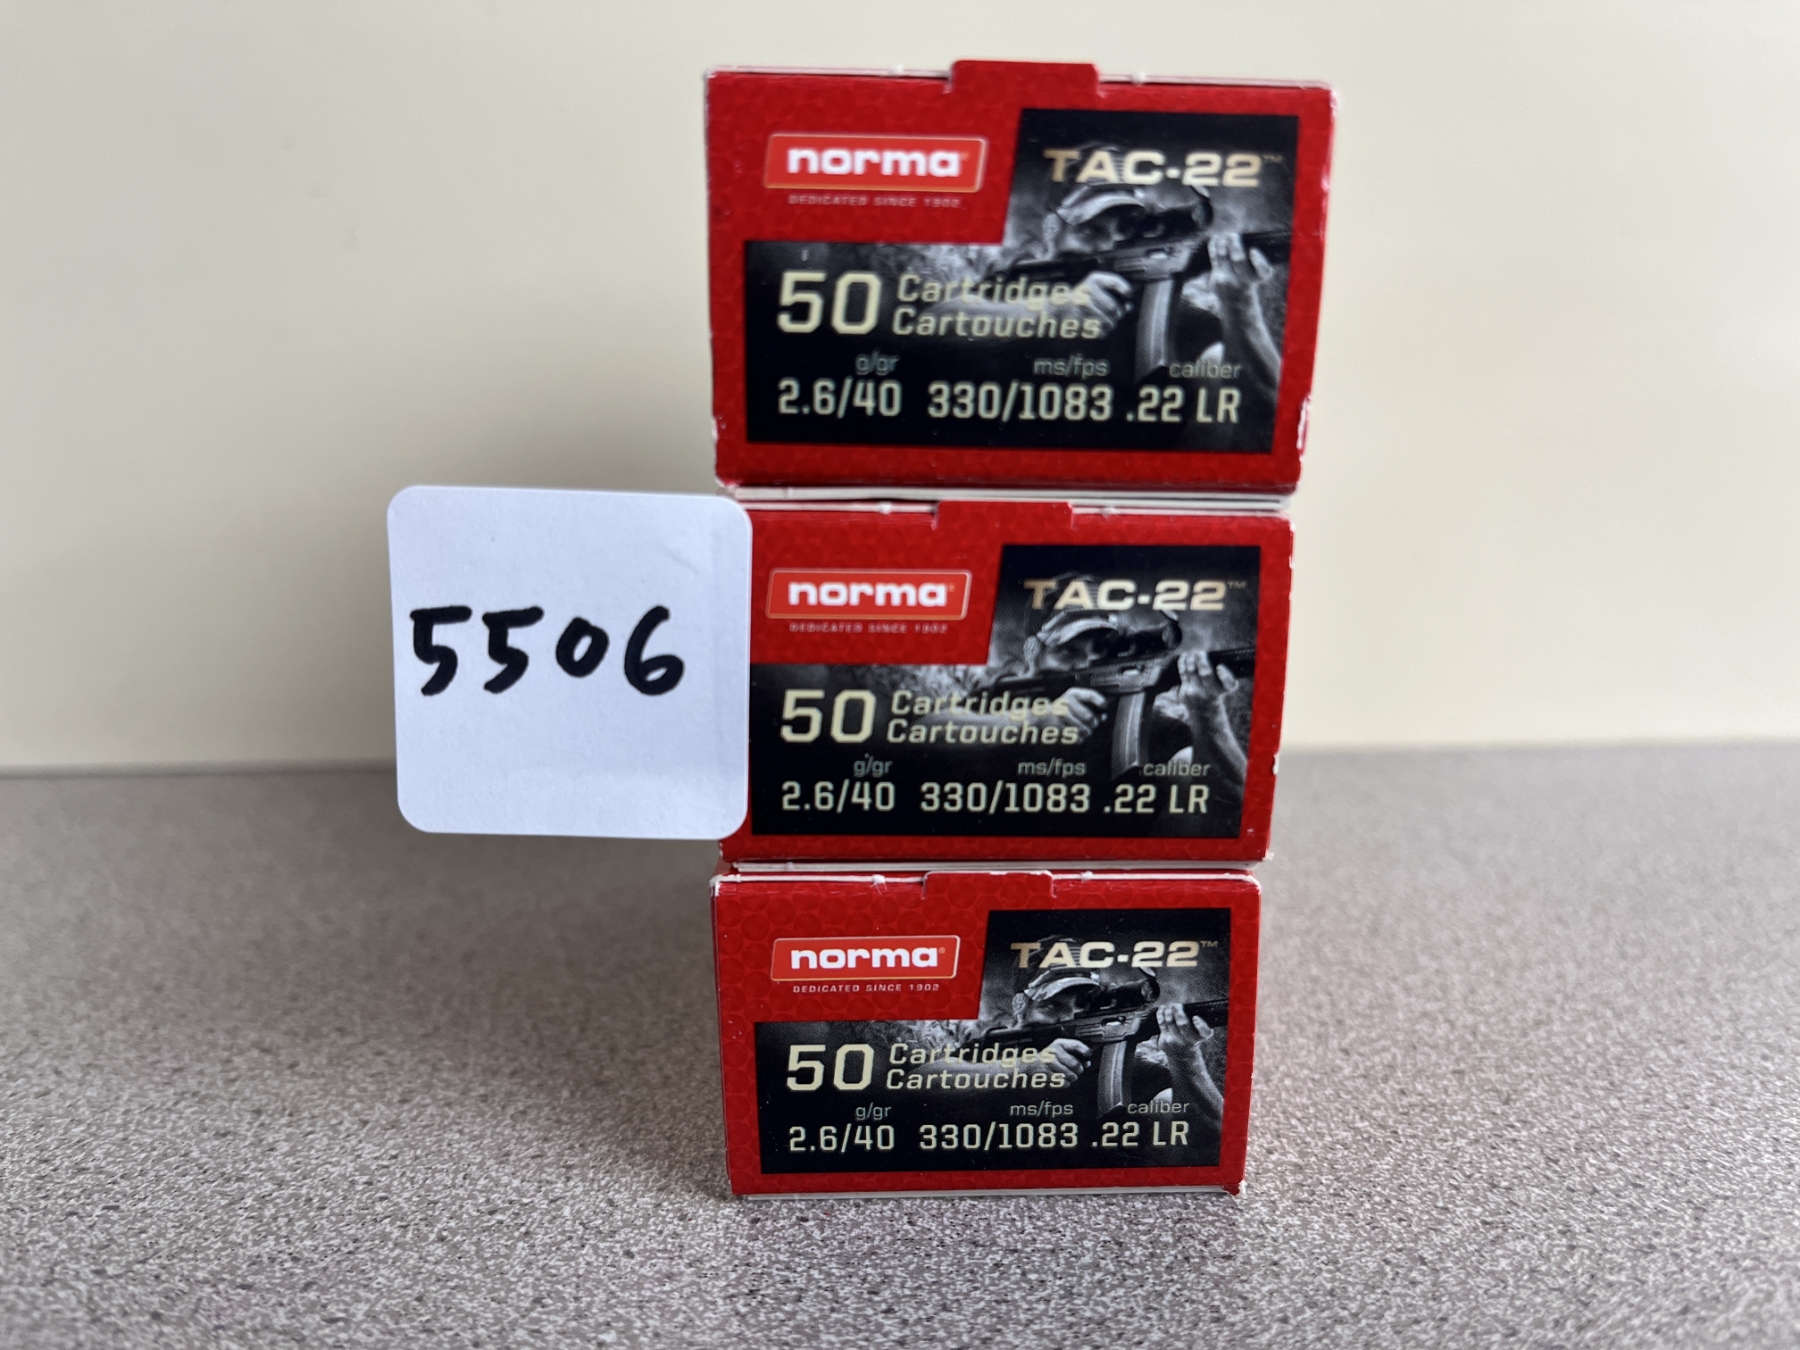 norma
DEDICATED SINCE 1902
TAC-22™
50 Cartridges
Cartouches
g/gr ms/fps caliber
2.6/40 330/1083 .22 LR
5506
norma
DEDICATED SINCE 1902
TAC-22™
50 Cartridges
Cartouches
g/gr ms/fps caliber
2.6/40 330/1083 .22 LR
norma®
DEDICATED SINCE 1902
TAC-22™
50 Cartridges
Cartouches
g/gr ms/fps caliber
2.6/40 330/1083 .22 LR